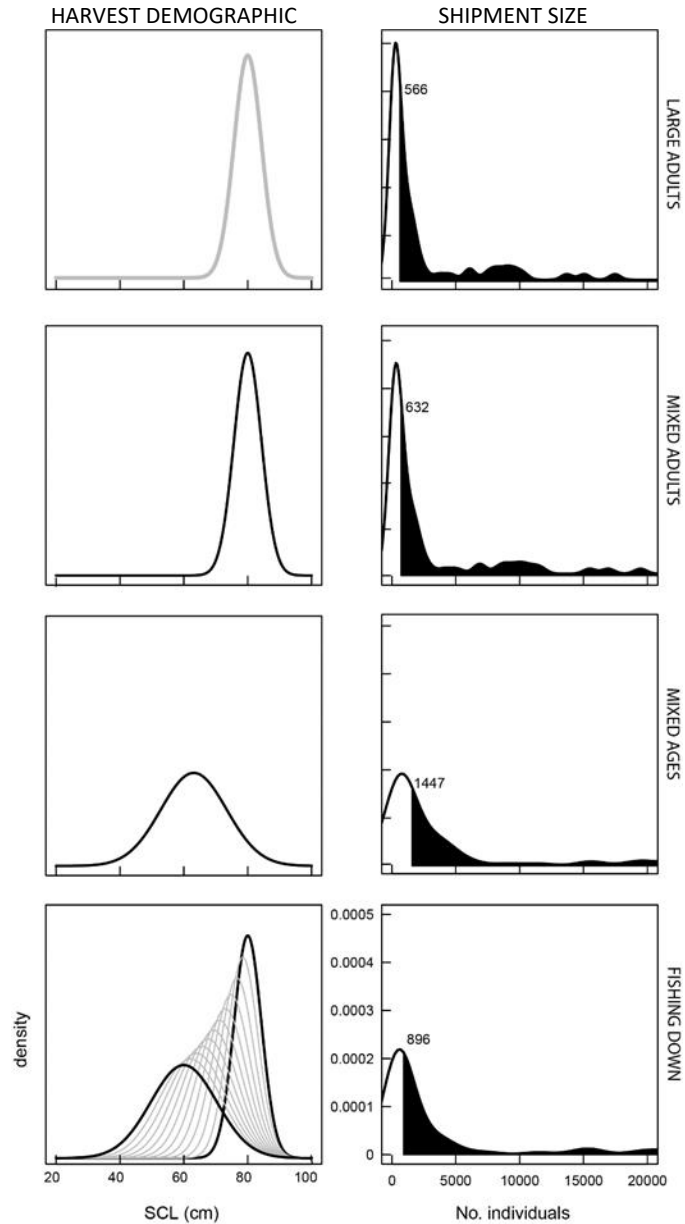 HARVEST DEMOGRAPHIC
SHIPMENT SIZE
566
LARGE ADULTS
632
MIXED ADULTS
1447
MIXED AGES
0.0005
0.0004
0.0003
0.0002
0.0001
0
896
FISHING DOWN
density
20 40 60 80 100
0 5000 10000 15000 20000
SCL (cm)
No. individuals